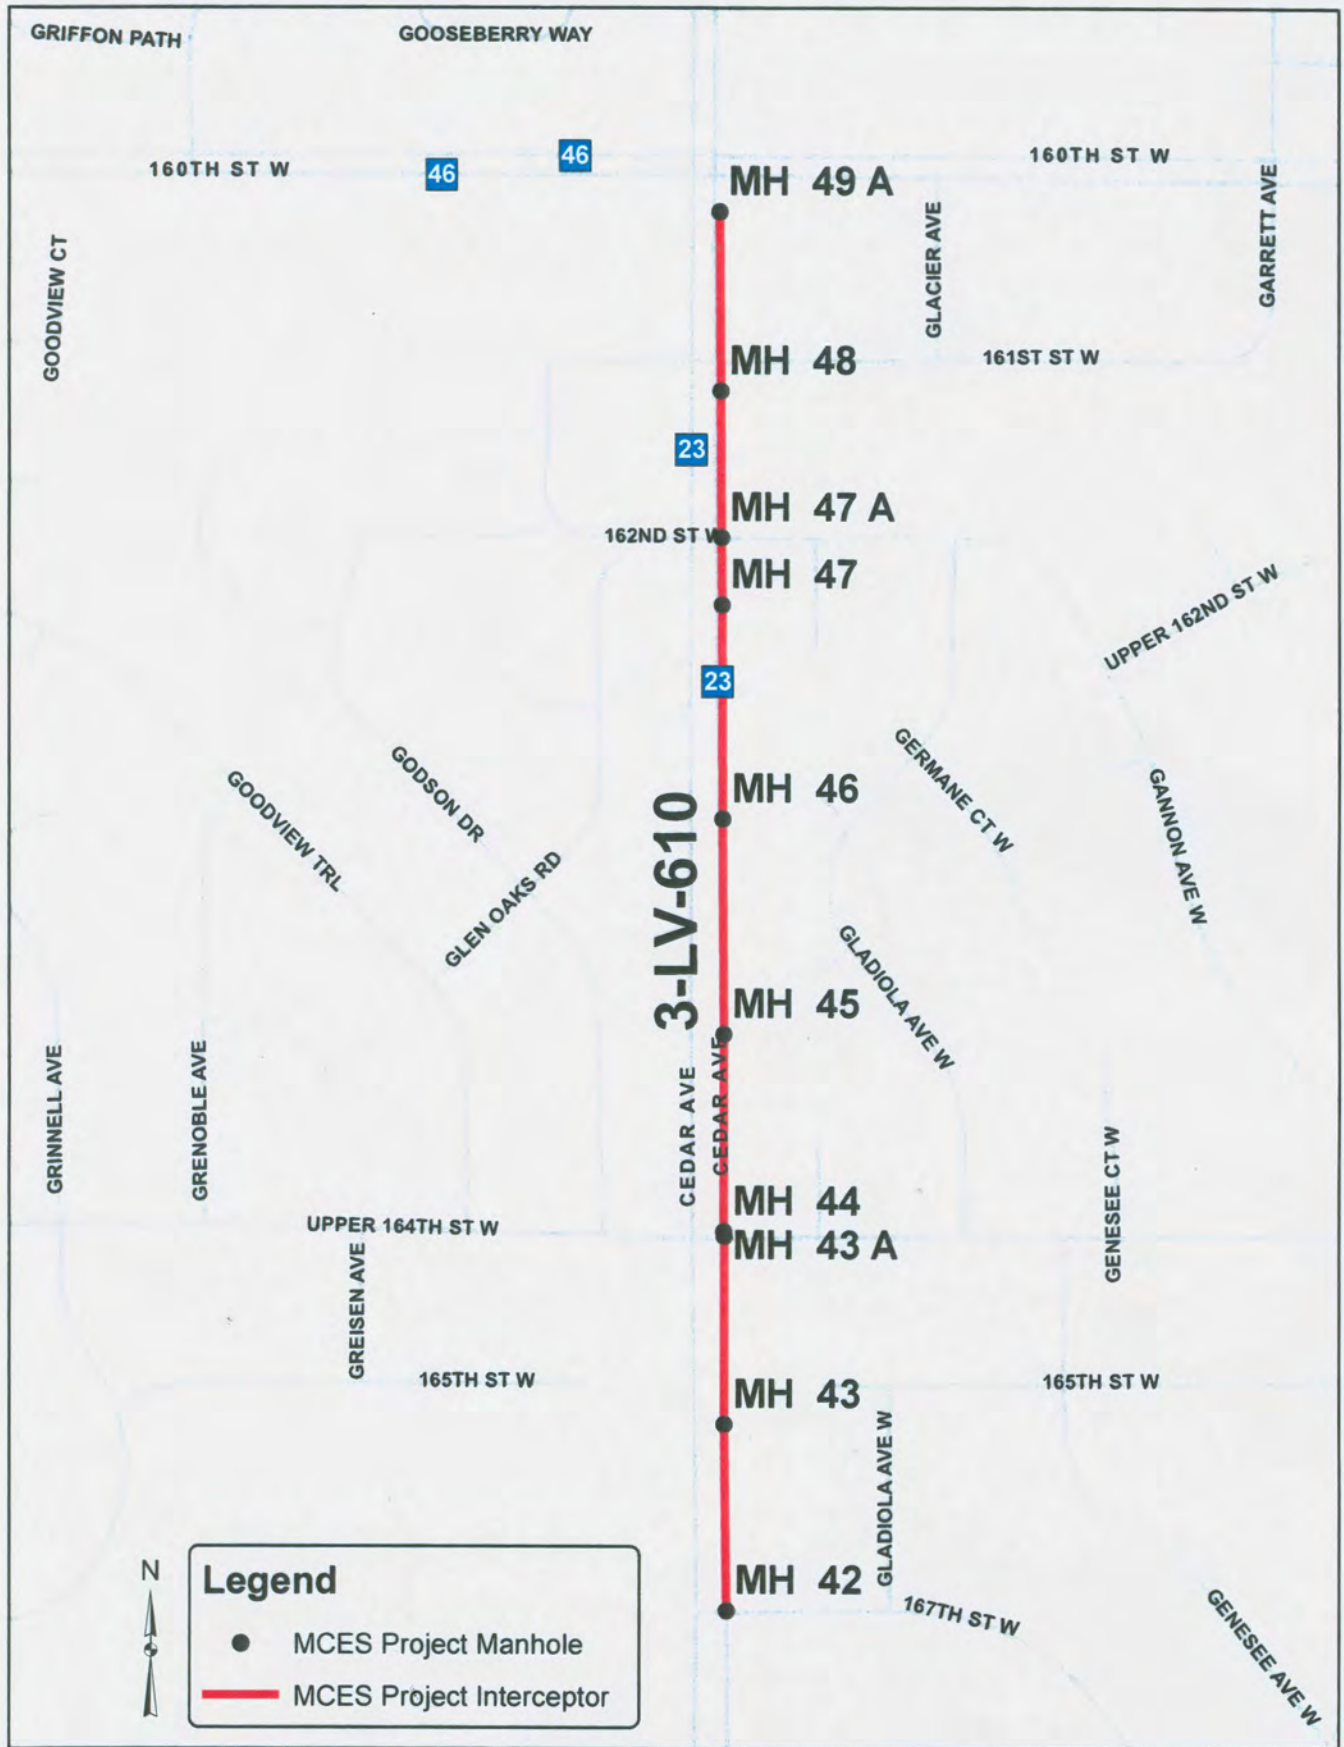 GRIFFON PATH
GOOSEBERRY WAY
160TH ST W
46
46
160TH ST W
MH 49 A
GOODVIEW CT
GLACIER AVE
GARRETT AVE
MH 48
161ST ST W
23
MH 47 A
162ND ST W
MH 47
UPPER 162ND ST W
23
GODSON DR
GOODVIEW TRL
GLEN OAKS RD
3-LV-610
MH 46
GERMANE CT W
GANNON AVE W
GLADIOLA AVE W
MH 45
GRINNELL AVE
GRENOBLE AVE
CEDAR AVE
CEDAR AVE
GENESEE CT W
MH 44
UPPER 164TH ST W
MH 43 A
GREISEN AVE
165TH ST W
MH 43
165TH ST W
GLADIOLA AVE W
MH 42
167TH ST W
GENESEE AVE W
N
Legend
MCES Project Manhole
MCES Project Interceptor